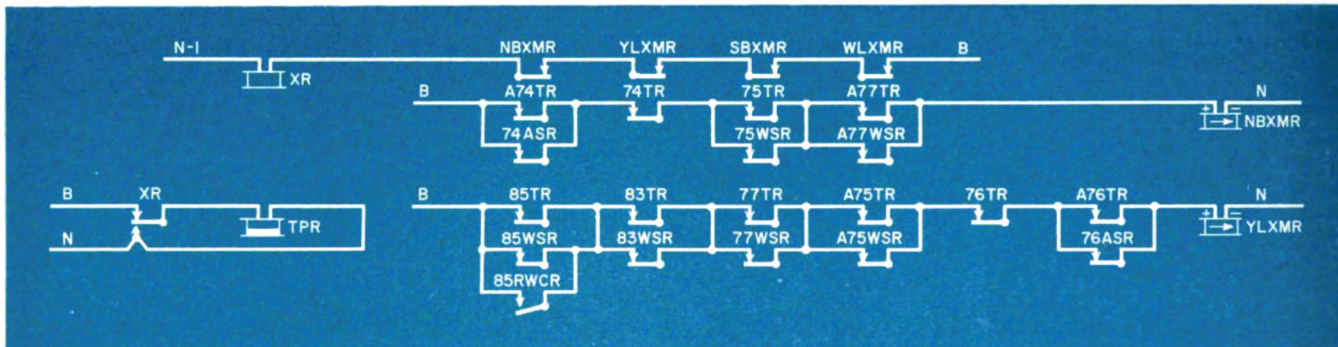 N-1 NBXMR YLXMR SBXMR WLXMR B
XR
B A74TR 74TR 75TR A77TR N
74ASR 75WSR A77WSR NBXMR
+ -
B XR B 85TR 83TR 77TR A75TR 76TR A76TR N
N TPR 85WSR 83WSR 77WSR A75WSR 76ASR YLXMR
+ -
85RWCR